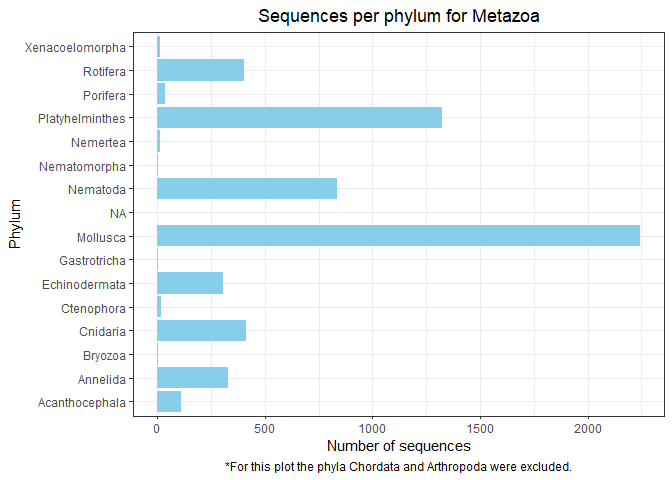 Sequences per phylum for Metazoa
Phylum
Xenacoelomorpha
Rotifera
Porifera
Platyhelminthes
Nemertea
Nematomorpha
Nematoda
NA
Mollusca
Gastrotricha
Echinodermata
Ctenophora
Cnidaria
Bryozoa
Annelida
Acanthocephala
0 500 1000 1500 2000
Number of sequences
*For this plot the phyla Chordata and Arthropoda were excluded.